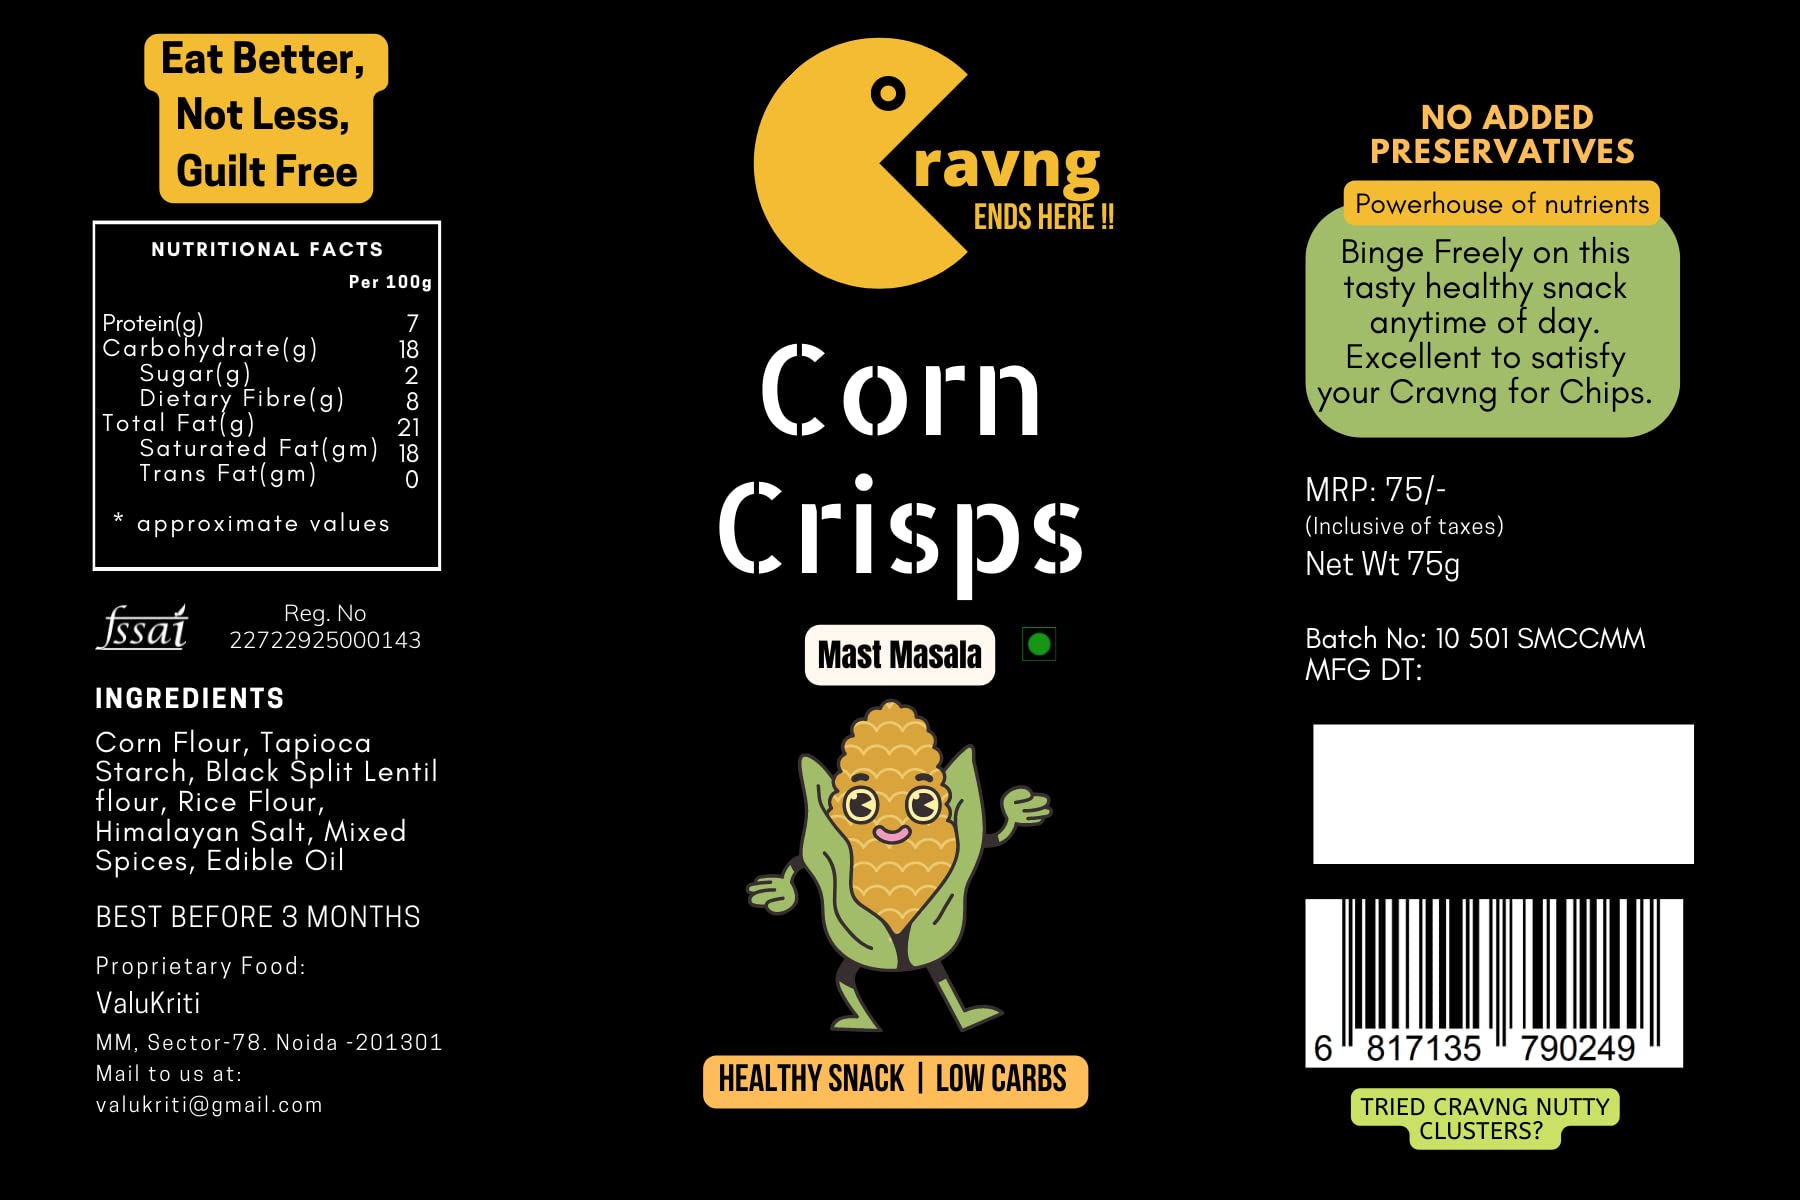 Eat Better,
Not Less,
Guilt Free
NUTRITIONAL FACTS
Per 100g
Protein(g) 7
Carbohydrate(g) 18
Sugar(g) 2
Dietary Fibre(g) 8
Total Fat(g) 21
Saturated Fat(gm) 18
Trans Fat(gm) 0
* approximate values
fssai
Reg. No
22722925000143
INGREDIENTS
Corn Flour, Tapioca
Starch, Black Split Lentil
flour, Rice Flour,
Himalayan Salt, Mixed
Spices, Edible Oil
BEST BEFORE 3 MONTHS
Proprietary Food:
ValuKriti
MM, Sector-78. Noida -201301
Mail to us at:
valukriti@gmail.com
ravng
ENDS HERE !!
Corn
Crisps
Mast Masala
HEALTHY SNACK | LOW CARBS
NO ADDED
PRESERVATIVES
Powerhouse of nutrients
Binge Freely on this
tasty healthy snack
anytime of day.
Excellent to satisfy
your Cravng for Chips.
MRP: 75/-
(Inclusive of taxes)
Net Wt 75g
Batch No: 10 501 SMCCMM
MFG DT:
6 817135 790249
TRIED CRAVNG NUTTY
CLUSTERS?